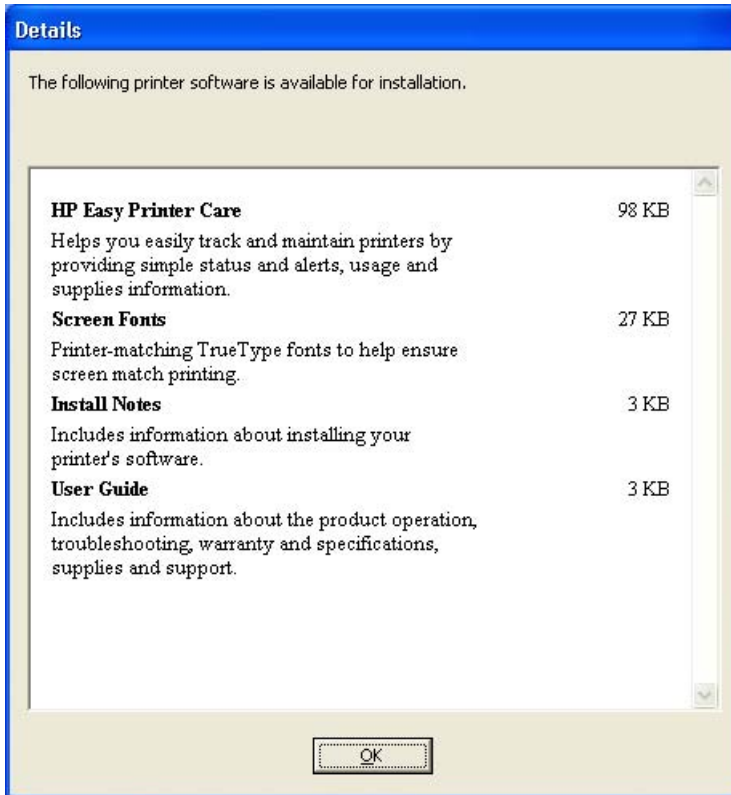 Details
The following printer software is available for installation.
HP Easy Printer Care 98 KB
Helps you easily track and maintain printers by
providing simple status and alerts, usage and
supplies information.
Screen Fonts 27 KB
Printer-matching TrueType fonts to help ensure
screen match printing.
Install Notes 3 KB
Includes information about installing your
printer's software.
User Guide 3 KB
Includes information about the product operation,
troubleshooting, warranty and specifications,
supplies and support.
OK